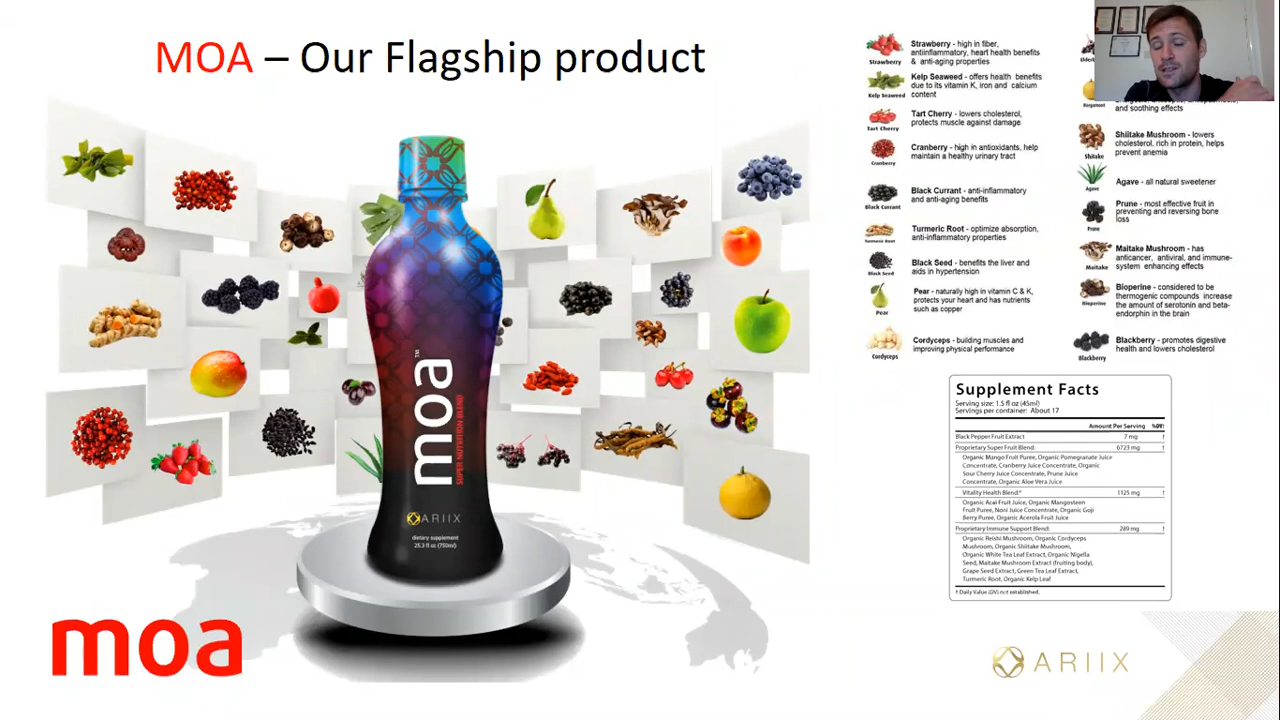 MOA – Our Flagship product
moa
TM
SUPER NUTRITION BLEND
ARIIX
dietary supplement
25.3 fl oz (750ml)
moa
Strawberry
Strawberry - high in fiber,
antiinflammatory, heart health benefits
& anti-aging properties
Kelp Seaweed
Kelp Seaweed - offers health benefits
due to its vitamin K, iron and calcium
content
Tart Cherry
Tart Cherry - lowers cholesterol,
protects muscle against damage
Cranberry
Cranberry - high in antioxidants, help
maintain a healthy urinary tract
Black Currant
Black Currant - anti-inflammatory
and anti-aging benefits
Turmeric Root
Turmeric Root - optimize absorption,
anti-inflammatory properties
Black Seed
Black Seed - benefits the liver and
aids in hypertension
Pear
Pear - naturally high in vitamin C & K,
protects your heart and has nutrients
such as copper
Cordyceps
Cordyceps - building muscles and
improving physical performance
Bergamot
and soothing effects
Shitake
Shiitake Mushroom - lowers
cholesterol, rich in protein, helps
prevent anemia
Agave
Agave - all natural sweetener
Prune
Prune - most effective fruit in
preventing and reversing bone
loss
Maitake
Maitake Mushroom - has
anticancer, antiviral, and immune-
system enhancing effects
Bioperine
Bioperine - considered to be
thermogenic compounds increase
the amount of serotonin and beta-
endorphin in the brain
Blackberry
Blackberry - promotes digestive
health and lowers cholesterol
Supplement Facts
Serving size: 1.5 fl oz (45ml)
Servings per container: About 17
Amount Per Serving %DV†
Black Pepper Fruit Extract 7 mg †
Proprietary Super Fruit Blend: 6723 mg †
Organic Mango Fruit Puree, Organic Pomegranate Juice
Concentrate, Cranberry Juice Concentrate, Organic
Sour Cherry Juice Concentrate, Prune Juice
Concentrate, Organic Aloe Vera Juice
Vitality Health Blend:* 1125 mg †
Organic Acai Fruit Juice, Organic Mangosteen
Fruit Puree, Noni Juice Concentrate, Organic Goji
Berry Puree, Organic Acerola Fruit Juice
Proprietary Immune Support Blend: 289 mg †
Organic Reishi Mushroom, Organic Cordyceps
Mushroom, Organic Shiitake Mushroom,
Organic White Tea Leaf Extract, Organic Nigella
Seed, Maitake Mushroom Extract (fruiting body),
Grape Seed Extract, Green Tea Leaf Extract,
Turmeric Root, Organic Kelp Leaf
† Daily Value (DV) not established.
ARIIX